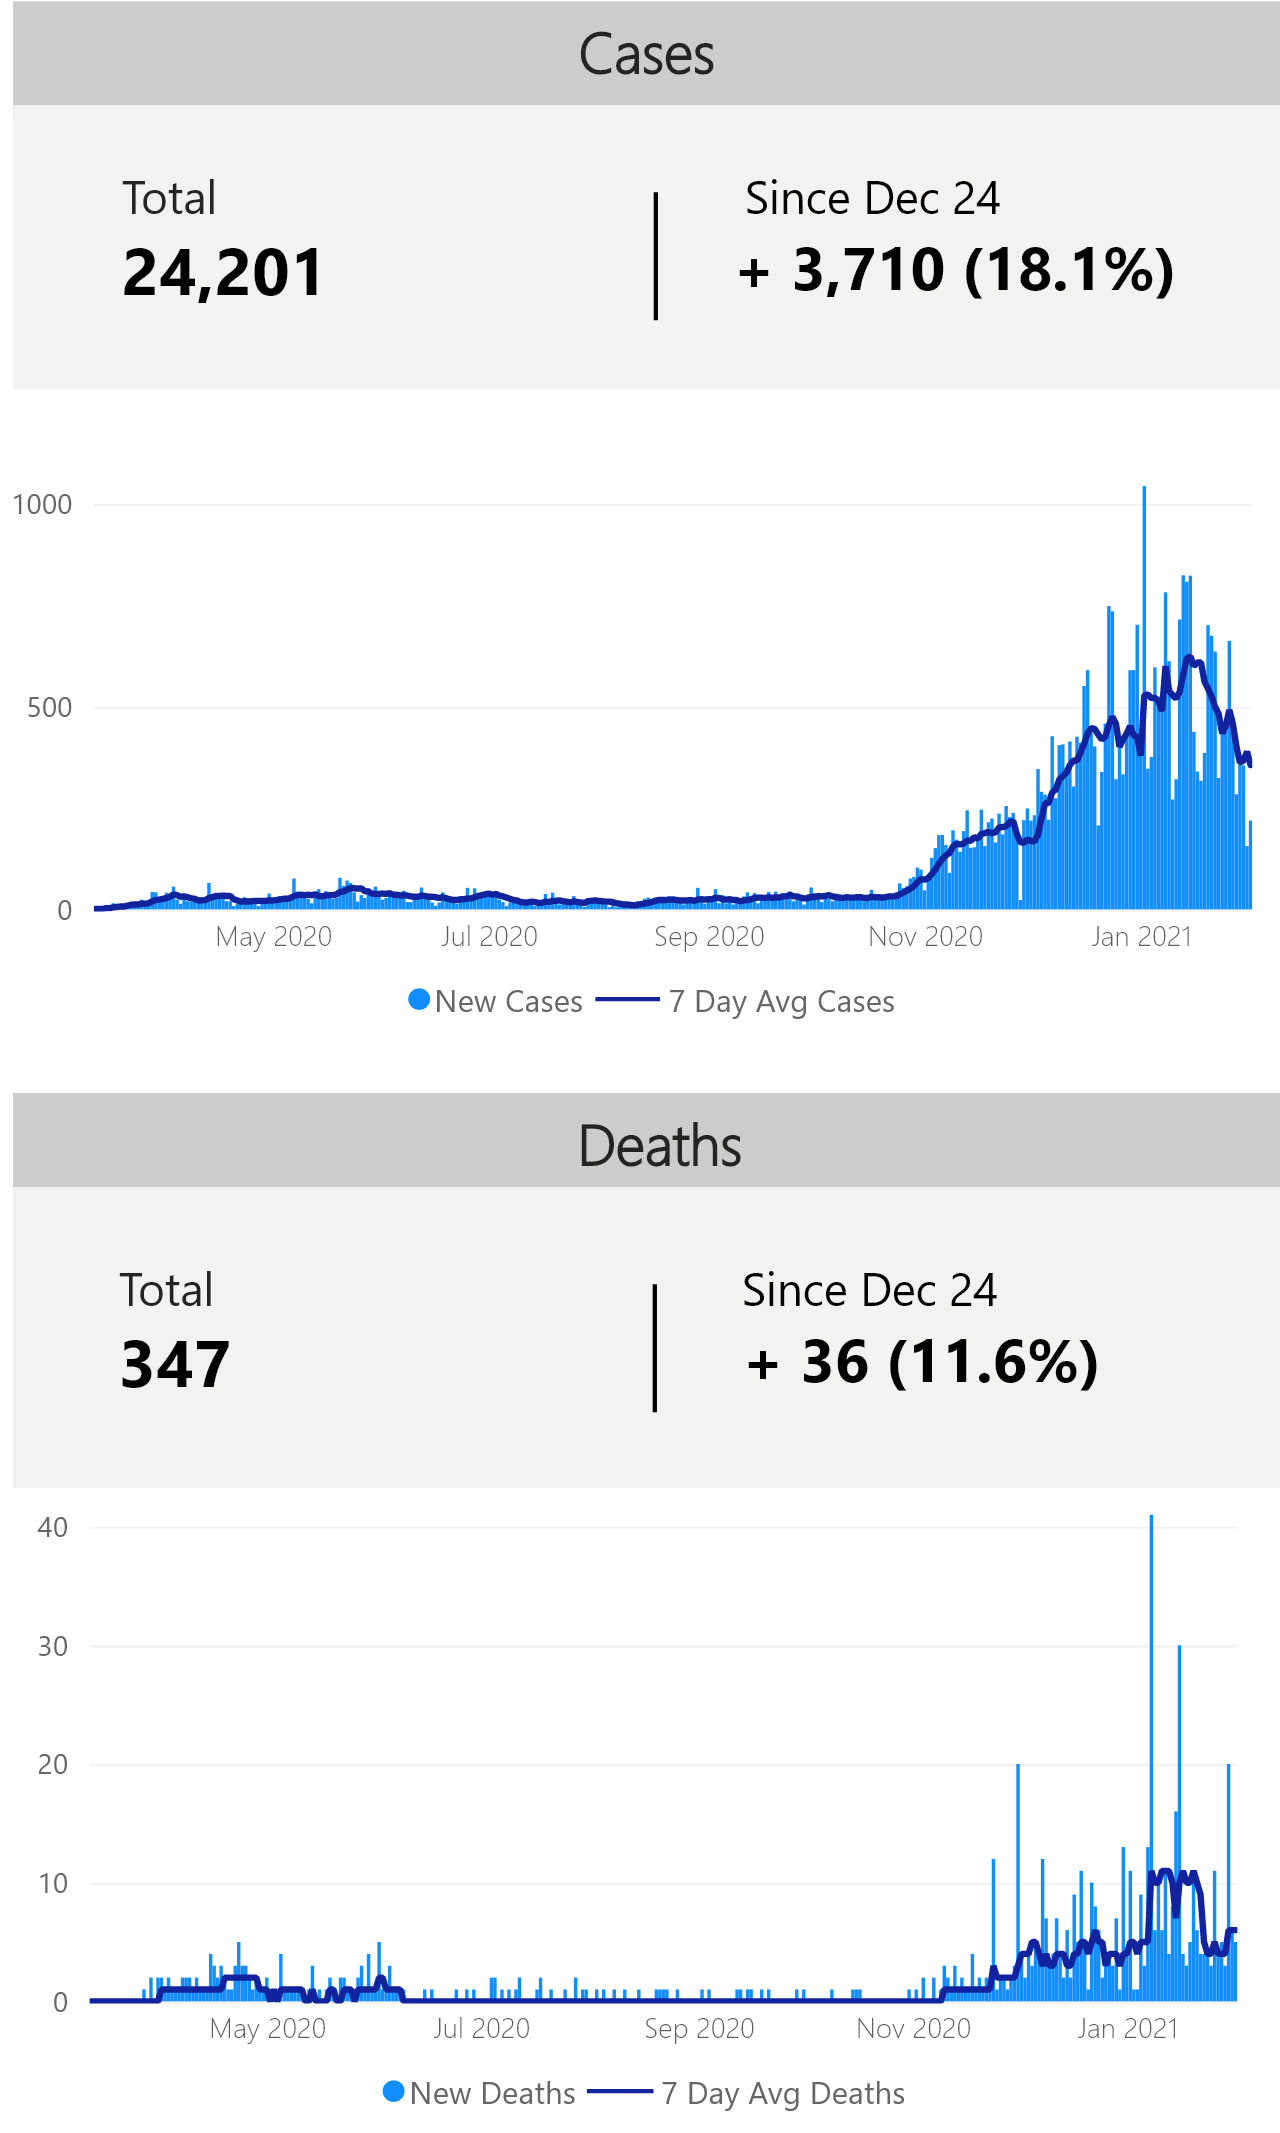 Cases
Total
Since Dec 24
24,201
+ 3,710 (18.1%)
1000
500
0
May 2020
Jul 2020
Sep 2020
Nov 2020
Jan 2021
New Cases
7 Day Avg Cases
Deaths
Total
Since Dec 24
347
+ 36 (11.6%)
40
30
20
10
0
May 2020
Jul 2020
Sep 2020
Nov 2020
Jan 2021
New Deaths
7 Day Avg Deaths